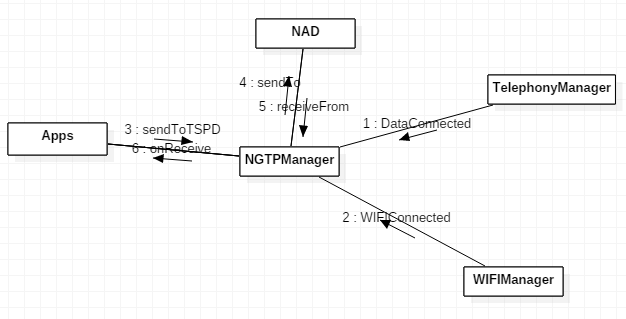 NAD
4 : sendTo
TelephonyManager
5 : receiveFrom
1 : DataConnected
3 : sendToTSPD
Apps
6 : onReceive
NGTPManager
2 : WIFIConnected
WIFIManager